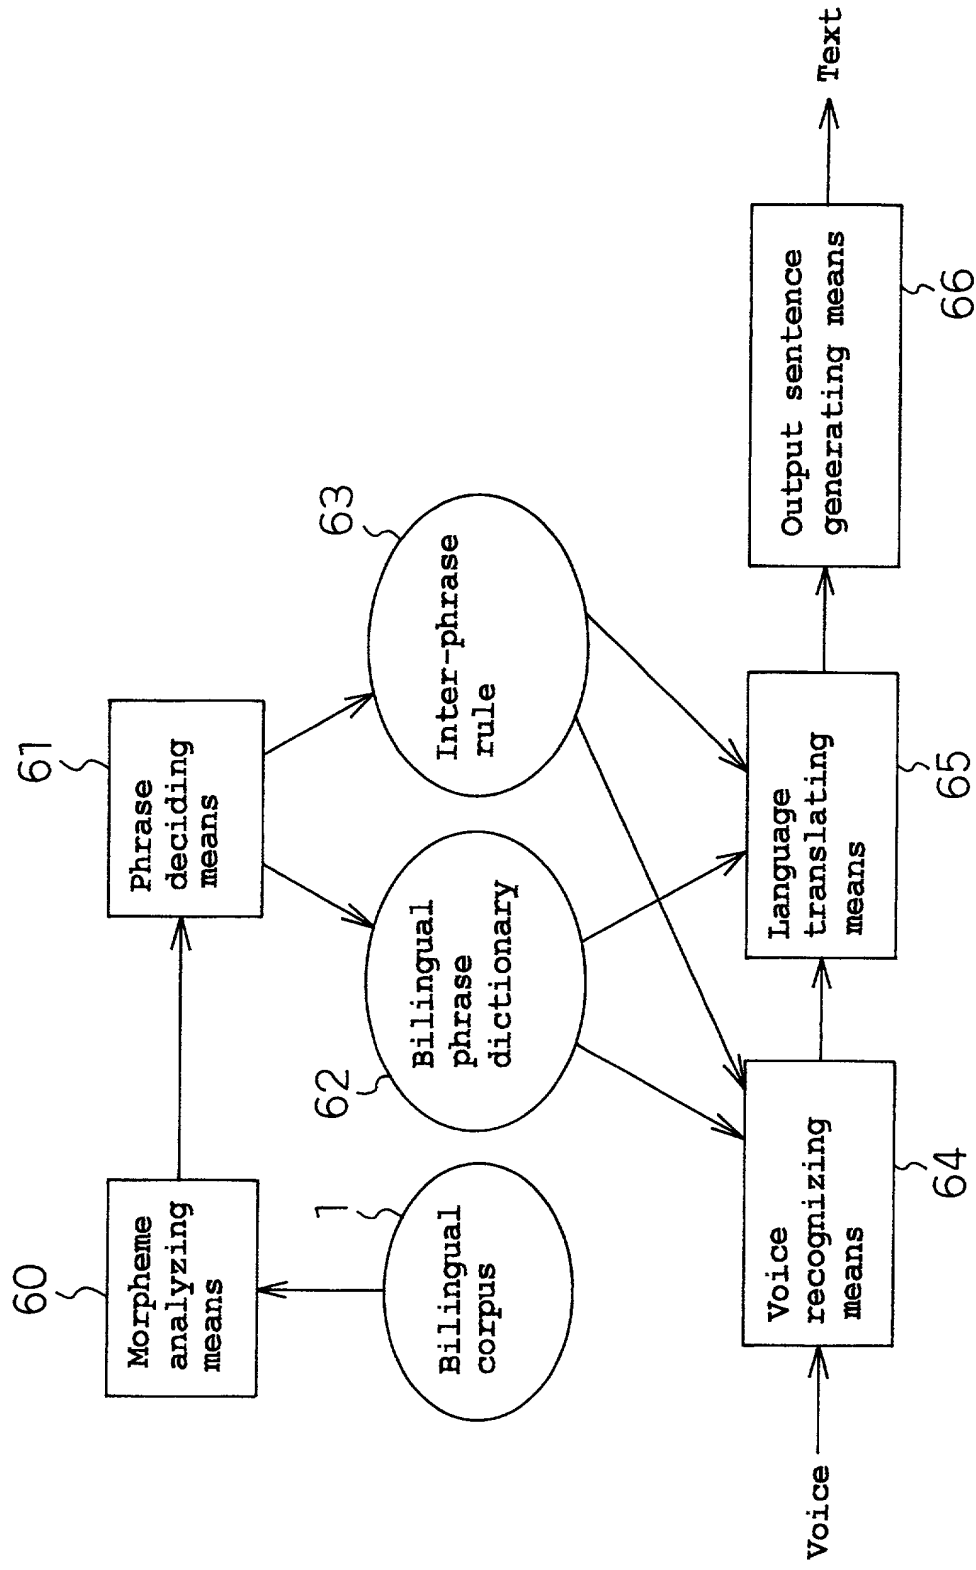 60
Morpheme
analyzing
means
61
Phrase
deciding
means
1
Bilingual
corpus
62
Bilingual
phrase
dictionary
63
Inter-phrase
rule
Voice
Voice
recognizing
means
64
Language
translating
means
65
Output sentence
generating means
66
Text